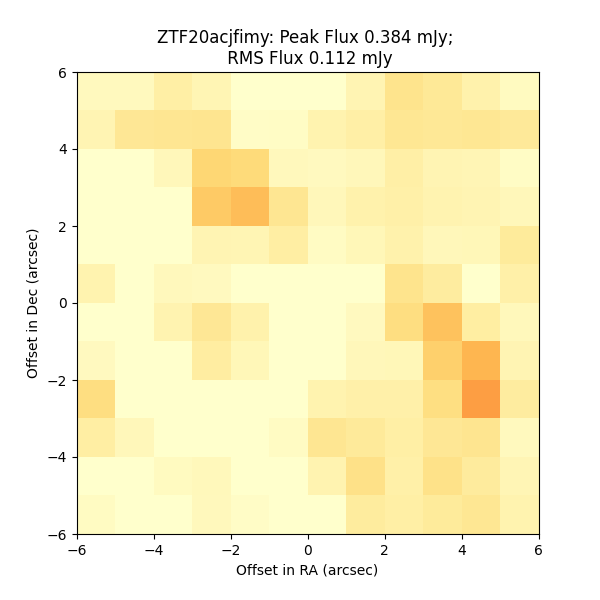 ZTF20acjfimy: Peak Flux 0.384 mJy;
RMS Flux 0.112 mJy
6
4
2
0
−2
−4
−6
Offset in Dec (arcsec)
−6 −4 −2 0 2 4 6
Offset in RA (arcsec)